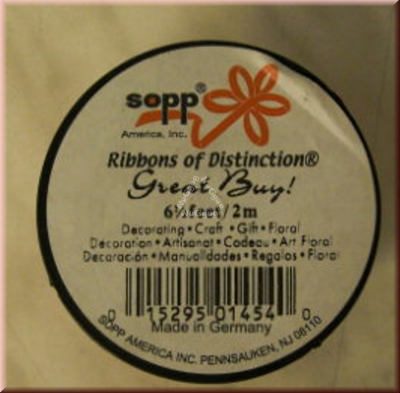 sopp®
America, Inc.
Ribbons of Distinction®
Great Buy!
6½feet/2m
Decorating • Craft • Gift • Floral
Decoration • Artisanat • Cadeau • Art Floral
Decoración • Manualidades • Regalos • Floral
0 15295 01454 0
Made in Germany
SOPP AMERICA INC. PENNSAUKEN, NJ 08110